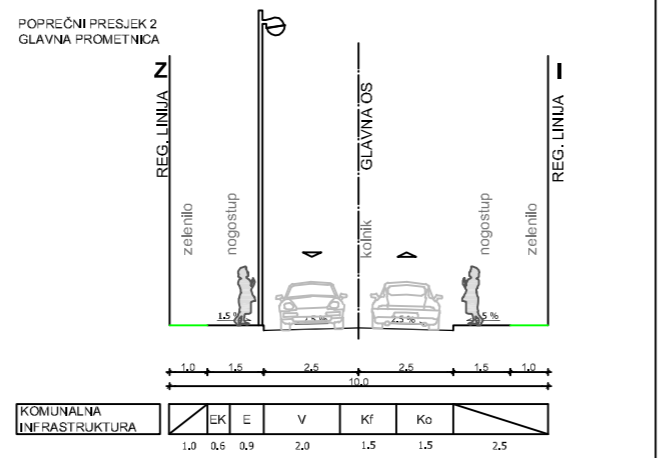 POPREČNI PRESJEK 2
GLAVNA PROMETNICA
Z
I
REG. LINIJA
GLAVNA OS
REG. LINIJA
zelenilo
nogostup
kolnik
nogostup
zelenilo
1.5 %
2.5 %
2.5 %
1.5 1.0
1.0 1.5 2.5 2.5
10.0
KOMUNALNA
INFRASTRUKTURA
EK E V Kf Ko
1.0 0.6 0.9 2.0 1.5 1.5 2.5